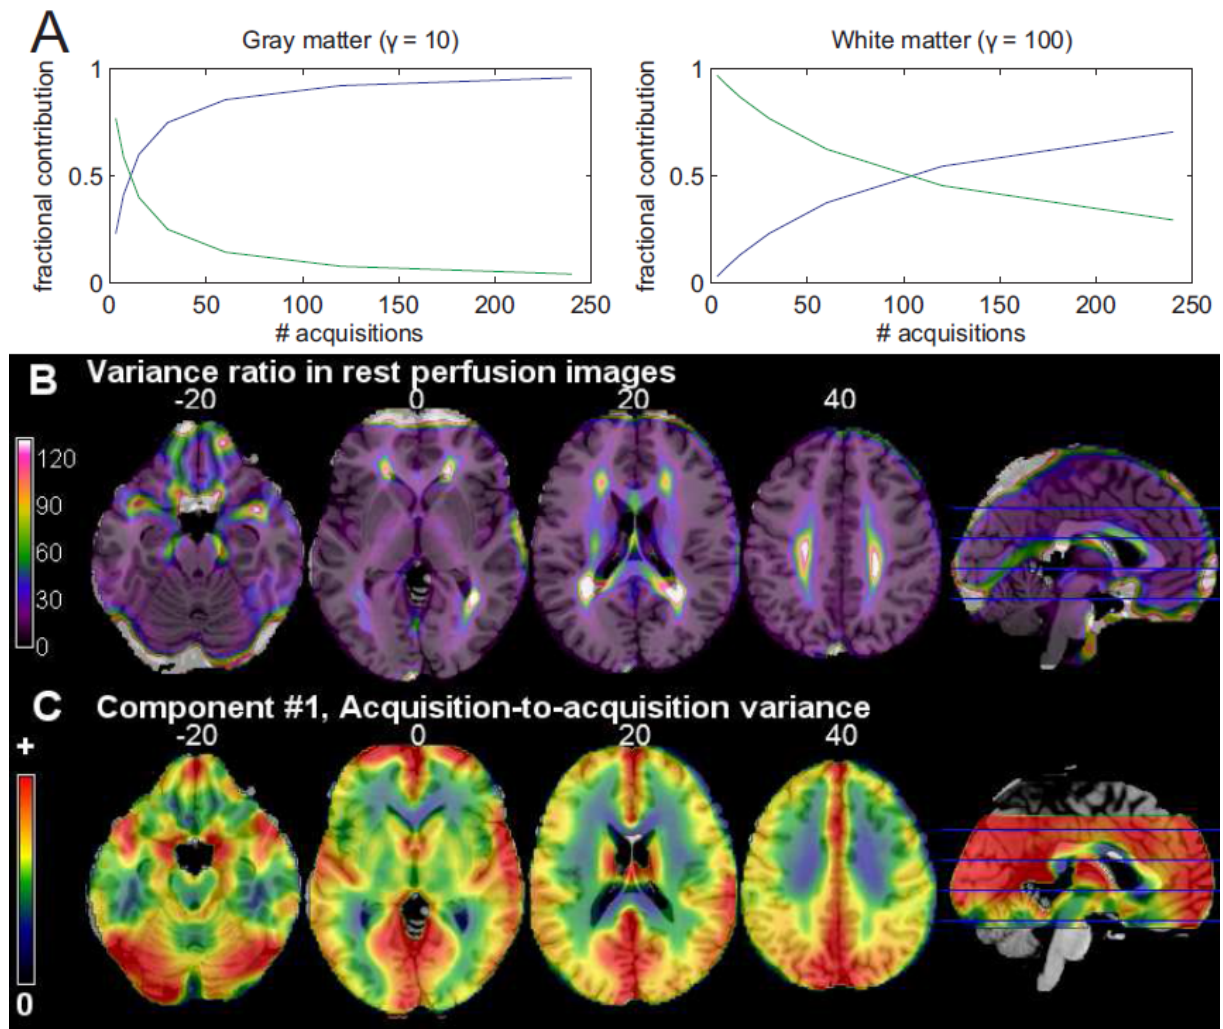 A
Gray matter (γ = 10)
White matter (γ = 100)
fractional contribution
1
0.5
0
0 50 100 150 200 250
# acquisitions
fractional contribution
1
0.5
0
0 50 100 150 200 250
# acquisitions
B Variance ratio in rest perfusion images
-20 0 20 40
120
90
60
30
0
C Component #1, Acquisition-to-acquisition variance
-20 0 20 40
+
0